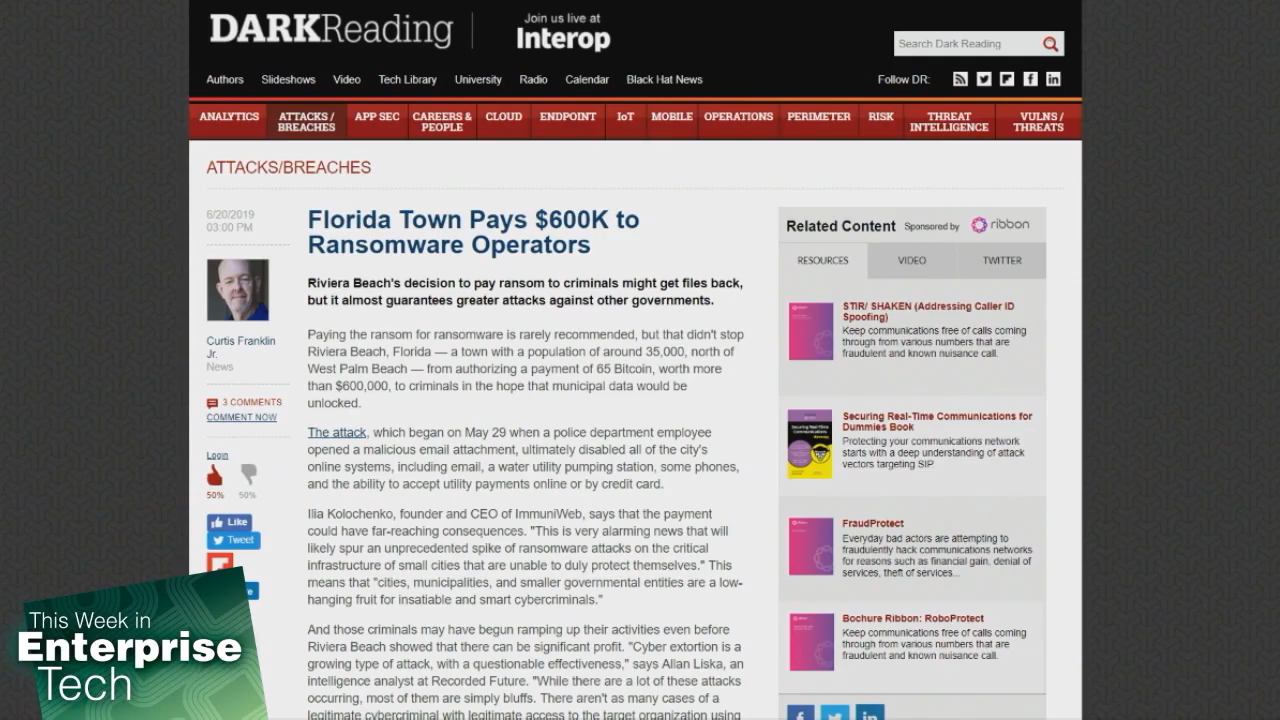 DARKReading
Join us live at
Interop
Search Dark Reading
Authors Slideshows Video Tech Library University Radio Calendar Black Hat News
Follow DR:
ANALYTICS
ATTACKS /
BREACHES
APP SEC
CAREERS &
PEOPLE
CLOUD
ENDPOINT
IoT
MOBILE
OPERATIONS
PERIMETER
RISK
THREAT
INTELLIGENCE
VULNS /
THREATS
ATTACKS/BREACHES
6/20/2019
03:00 PM
Curtis Franklin
Jr.
News
3 COMMENTS
COMMENT NOW
Login
50% 50%
Like
Tweet
Florida Town Pays $600K to
Ransomware Operators
Riviera Beach's decision to pay ransom to criminals might get files back,
but it almost guarantees greater attacks against other governments.
Paying the ransom for ransomware is rarely recommended, but that didn't stop
Riviera Beach, Florida — a town with a population of around 35,000, north of
West Palm Beach — from authorizing a payment of 65 Bitcoin, worth more
than $600,000, to criminals in the hope that municipal data would be
unlocked.
The attack, which began on May 29 when a police department employee
opened a malicious email attachment, ultimately disabled all of the city's
online systems, including email, a water utility pumping station, some phones,
and the ability to accept utility payments online or by credit card.
Ilia Kolochenko, founder and CEO of ImmuniWeb, says that the payment
could have far-reaching consequences. "This is very alarming news that will
likely spur an unprecedented spike of ransomware attacks on the critical
infrastructure of small cities that are unable to duly protect themselves." This
means that "cities, municipalities, and smaller governmental entities are a low-
hanging fruit for insatiable and smart cybercriminals."
And those criminals may have begun ramping up their activities even before
Riviera Beach showed that there can be significant profit. "Cyber extortion is a
growing type of attack, with a questionable effectiveness," says Allan Liska, an
intelligence analyst at Recorded Future. "While there are a lot of these attacks
occurring, most of them are simply bluffs. There aren't as many cases of a
legitimate cybercriminal with legitimate access to the target organization using
Related Content Sponsored by ribbon
RESOURCES VIDEO TWITTER
STIR/ SHAKEN (Addressing Caller ID
Spoofing)
Keep communications free of calls coming
through from various numbers that are
fraudulent and known nuisance call.
Securing Real-Time Communications for
Dummies Book
Protecting your communications network
starts with a deep understanding of attack
vectors targeting SIP
FraudProtect
Everyday bad actors are attempting to
fraudulently hack communications networks
for reasons such as financial gain, denial of
services, theft of services...
Bochure Ribbon: RoboProtect
Keep communications free of calls coming
through from various numbers that are
fraudulent and known nuisance call.
This Week in
Enterprise
Tech